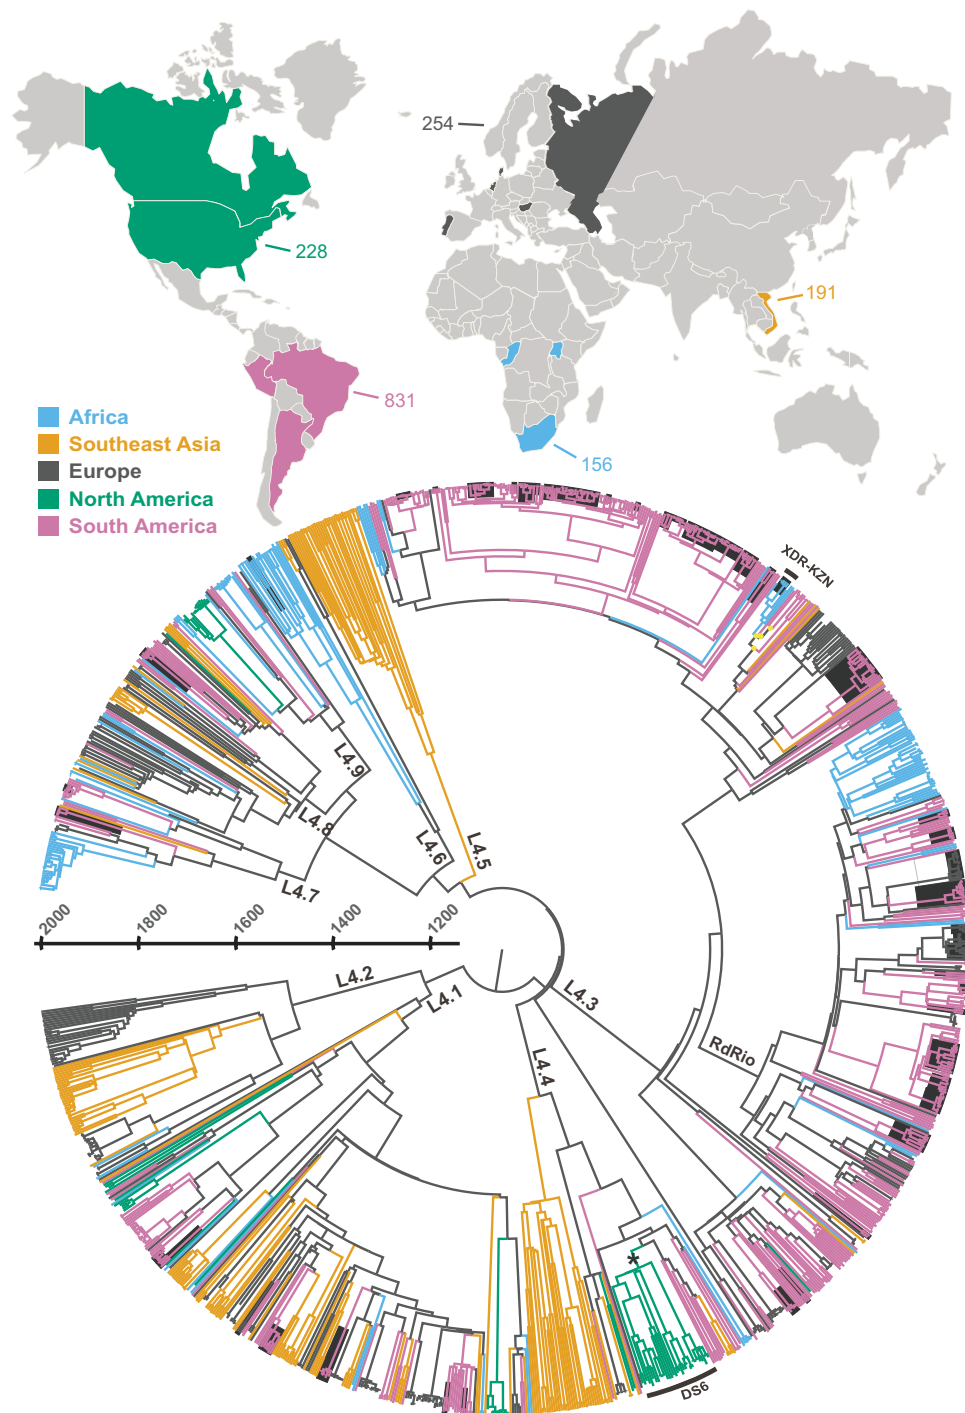 254
228
191
831
156
Africa
Southeast Asia
Europe
North America
South America
XDR-KZN
L4.9
L4.8
L4.7
L4.6
L4.5
2000
1800
1600
1400
1200
L4.2
L4.1
L4.3
L4.4
RdRio
*
DS6